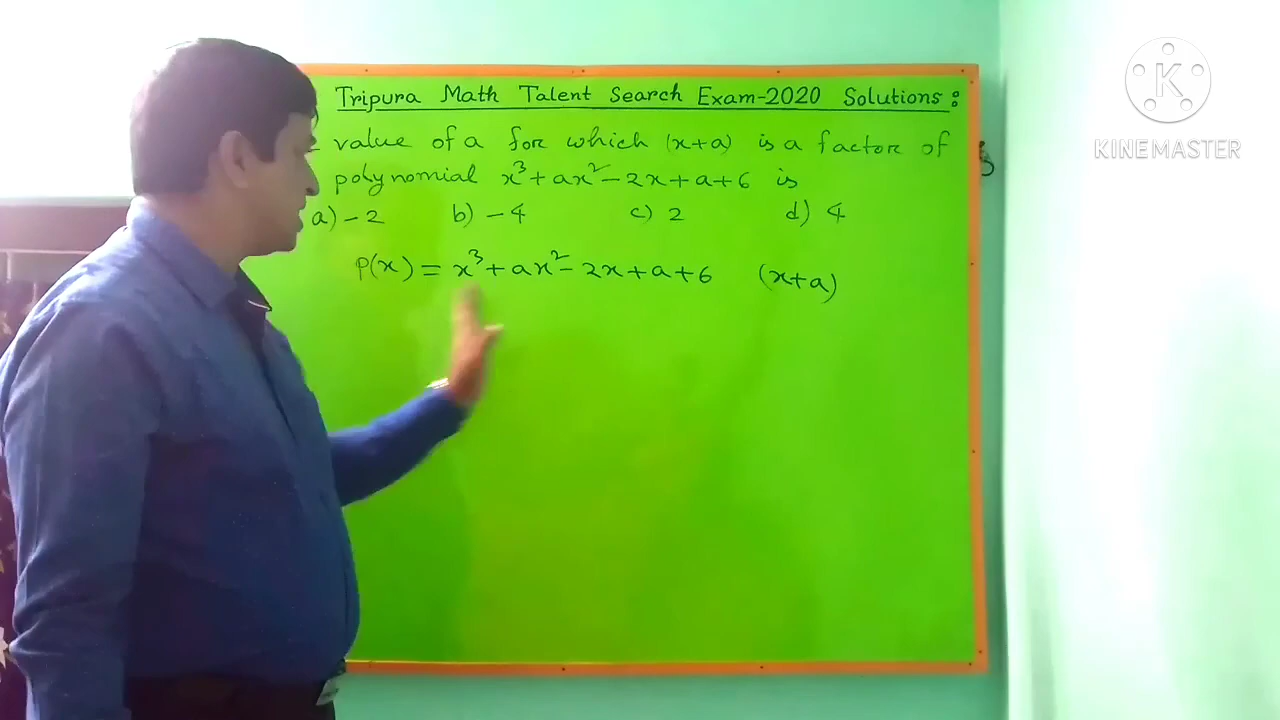 Tripura Math Talent Search Exam-2020 Solutions:
value of a for which (x+a) is a factor of
polynomial x³+ax²-2x+a+6 is
a) -2 b) -4 c) 2 d) 4
P(x) = x³+ax²-2x+a+6 (x+a)
K
KINEMASTER